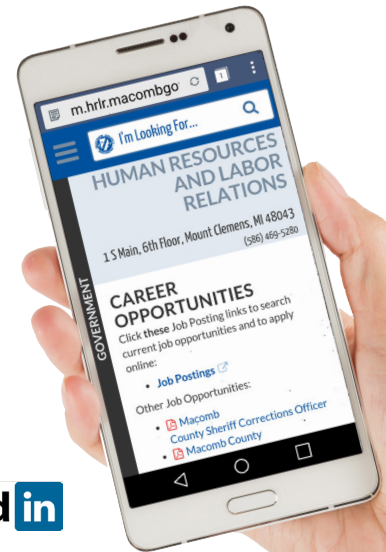 m.hrlr.macombgo
1
I'm Looking For...
HUMAN RESOURCES
AND LABOR
RELATIONS
1 S Main, 6th Floor, Mount Clemens, MI 48043
(586) 469-5280
GOVERNMENT
CAREER
OPPORTUNITIES
Click these Job Posting links to search
current job opportunities and to apply
online:
• Job Postings
Other Job Opportunities:
• Macomb
County Sheriff Corrections Officer
• Macomb County
d in